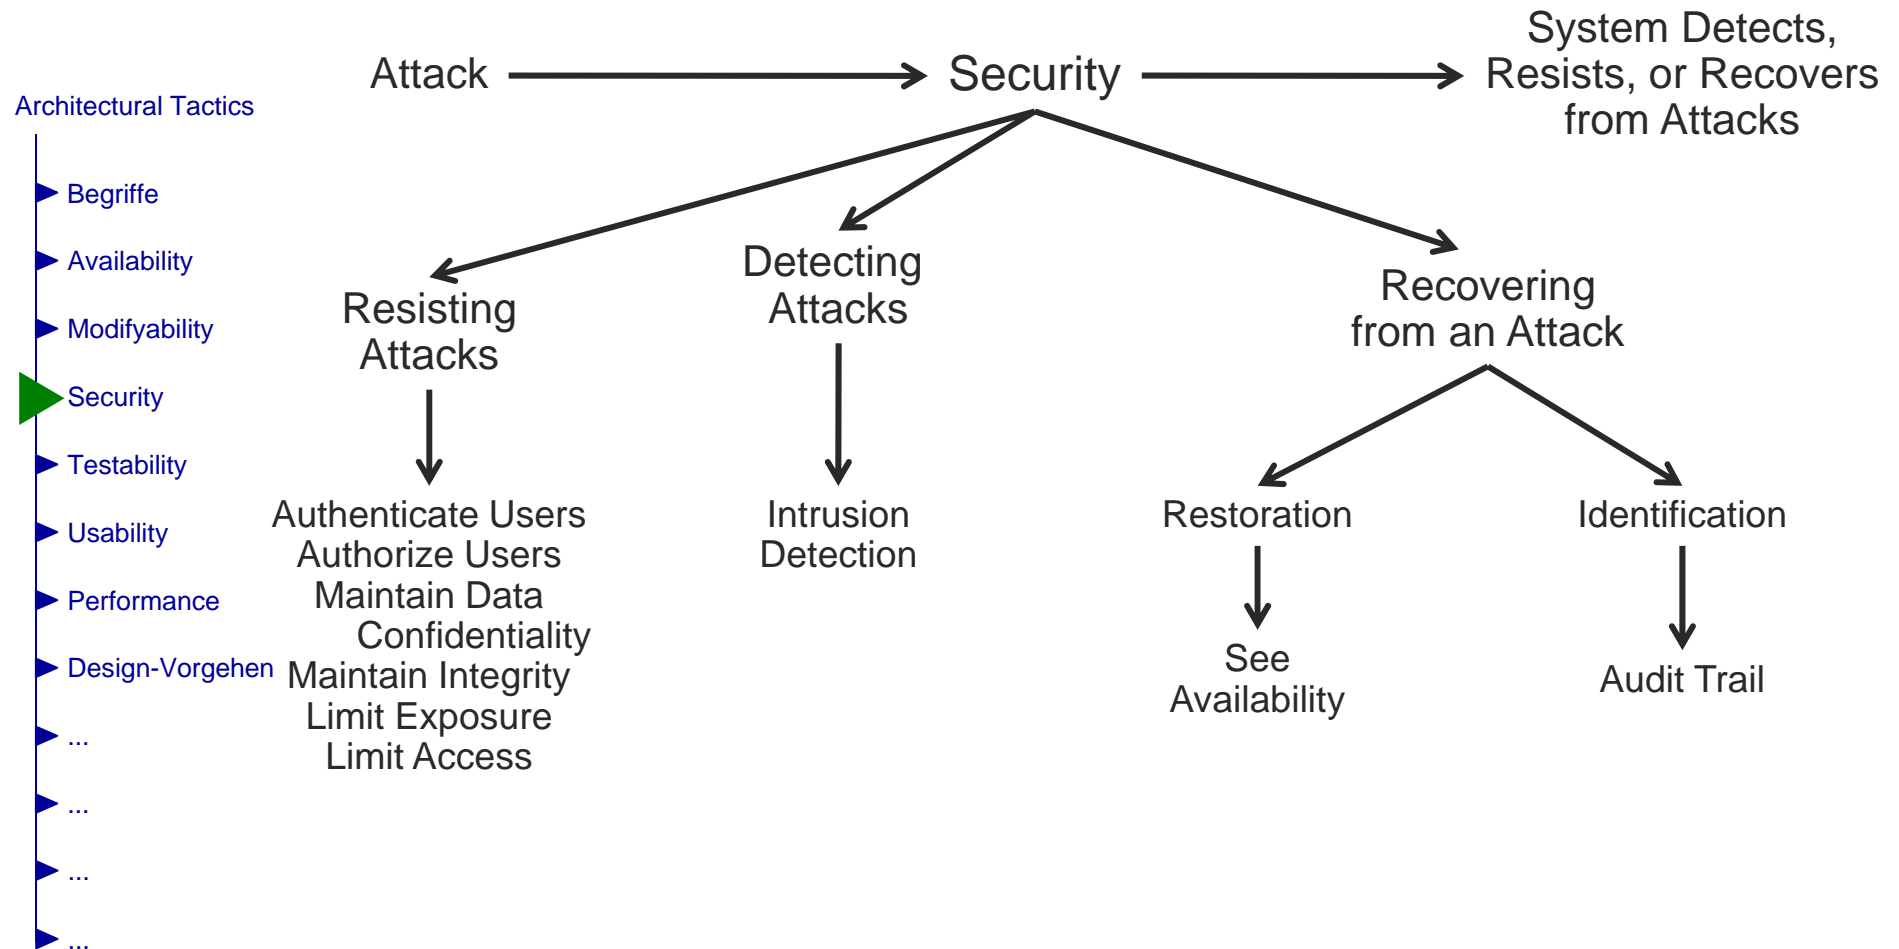 Architectural Tactics
Begriffe
Availability
Modifyability
Security
Testability
Usability
Performance
Design-Vorgehen
...
...
...
...
Attack
Security
System Detects,
Resists, or Recovers
from Attacks
Resisting
Attacks
Detecting
Attacks
Recovering
from an Attack
Authenticate Users
Authorize Users
Maintain Data
Confidentiality
Maintain Integrity
Limit Exposure
Limit Access
Intrusion
Detection
Restoration
Identification
See
Availability
Audit Trail